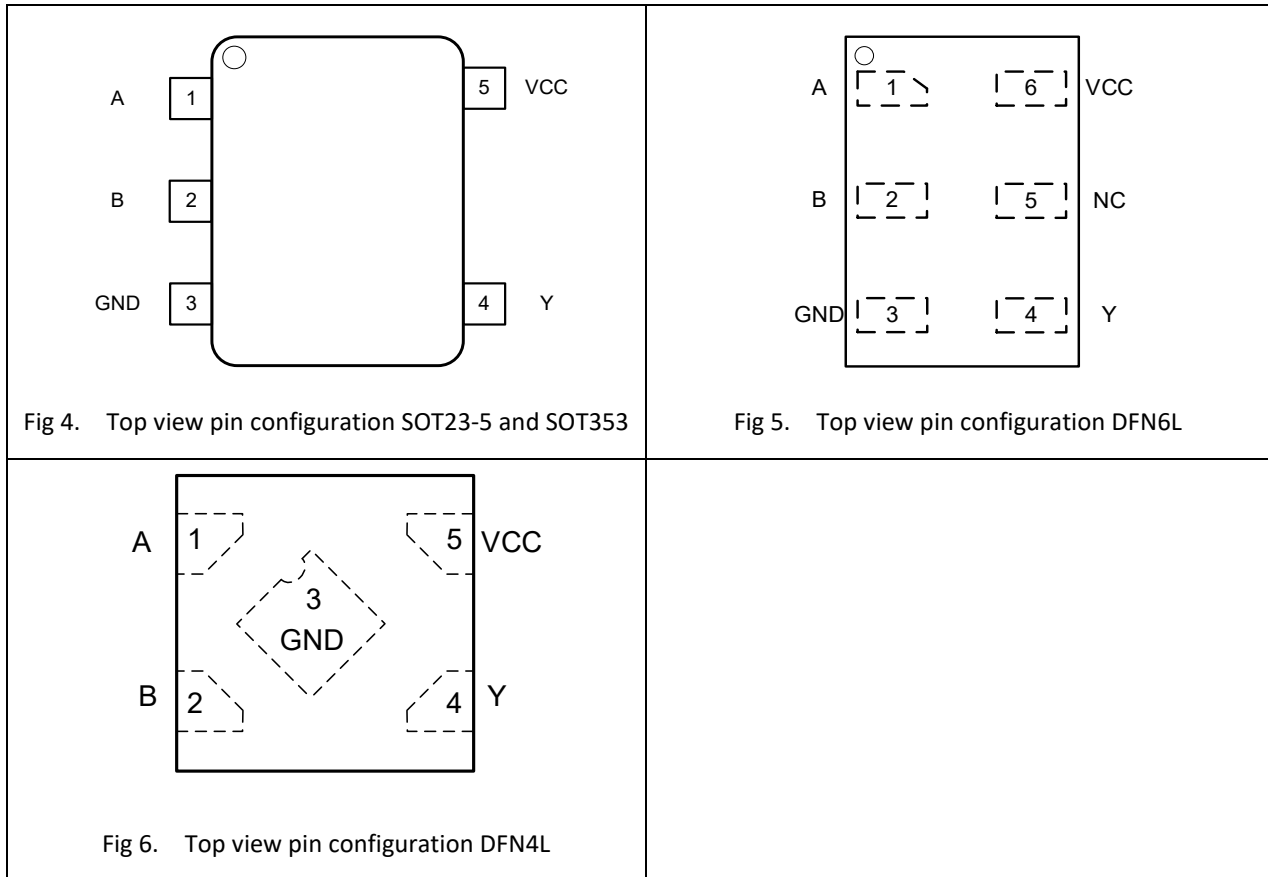 A 1 5 VCC
B 2
GND 3 4 Y
Fig 4. Top view pin configuration SOT23-5 and SOT353
A 1 6 VCC
B 2 5 NC
GND 3 4 Y
Fig 5. Top view pin configuration DFN6L
A 1 5 VCC
3
GND
B 2 4 Y
Fig 6. Top view pin configuration DFN4L